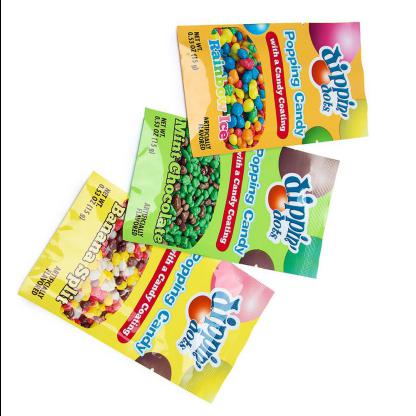 dippin'
dots
Popping Candy
with a Candy Coating
Rainbow Ice
ARTIFICIALLY
FLAVORED
NET WT.
0.53 OZ (15 g)
dippin'
dots
Popping Candy
with a Candy Coating
Mint Chocolate
ARTIFICIALLY
FLAVORED
NET WT.
0.53 OZ (15 g)
dippin'
dots
Popping Candy
with a Candy Coating
Banana Split
ARTIFICIALLY
FLAVORED
NET WT.
0.53 OZ (15 g)